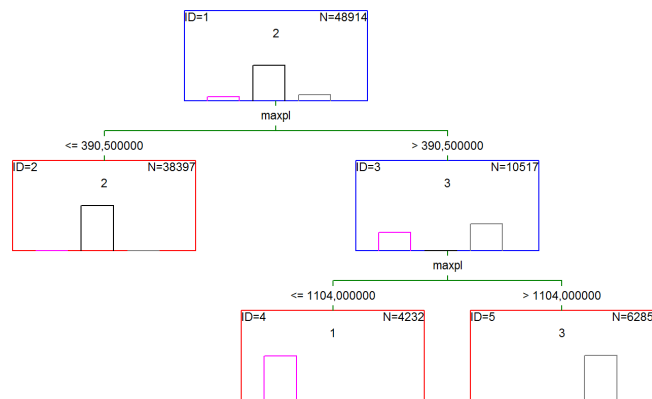 ID=1 N=48914
2
maxpl
<= 390,500000 > 390,500000
ID=2 N=38397 ID=3 N=10517
2 3
maxpl
<= 1104,000000 > 1104,000000
ID=4 N=4232 ID=5 N=6285
1 3